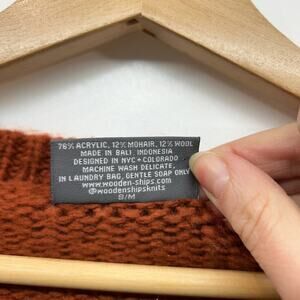 76% ACRYLIC, 12% MOHAIR, 12% WOOL
MADE IN BALI, INDONESIA
DESIGNED IN NYC + COLORADO
MACHINE WASH DELICATE,
IN LAUNDRY BAG, GENTLE SOAP ONLY
www.wooden-ships.com
@woodenshipsknits
S/M